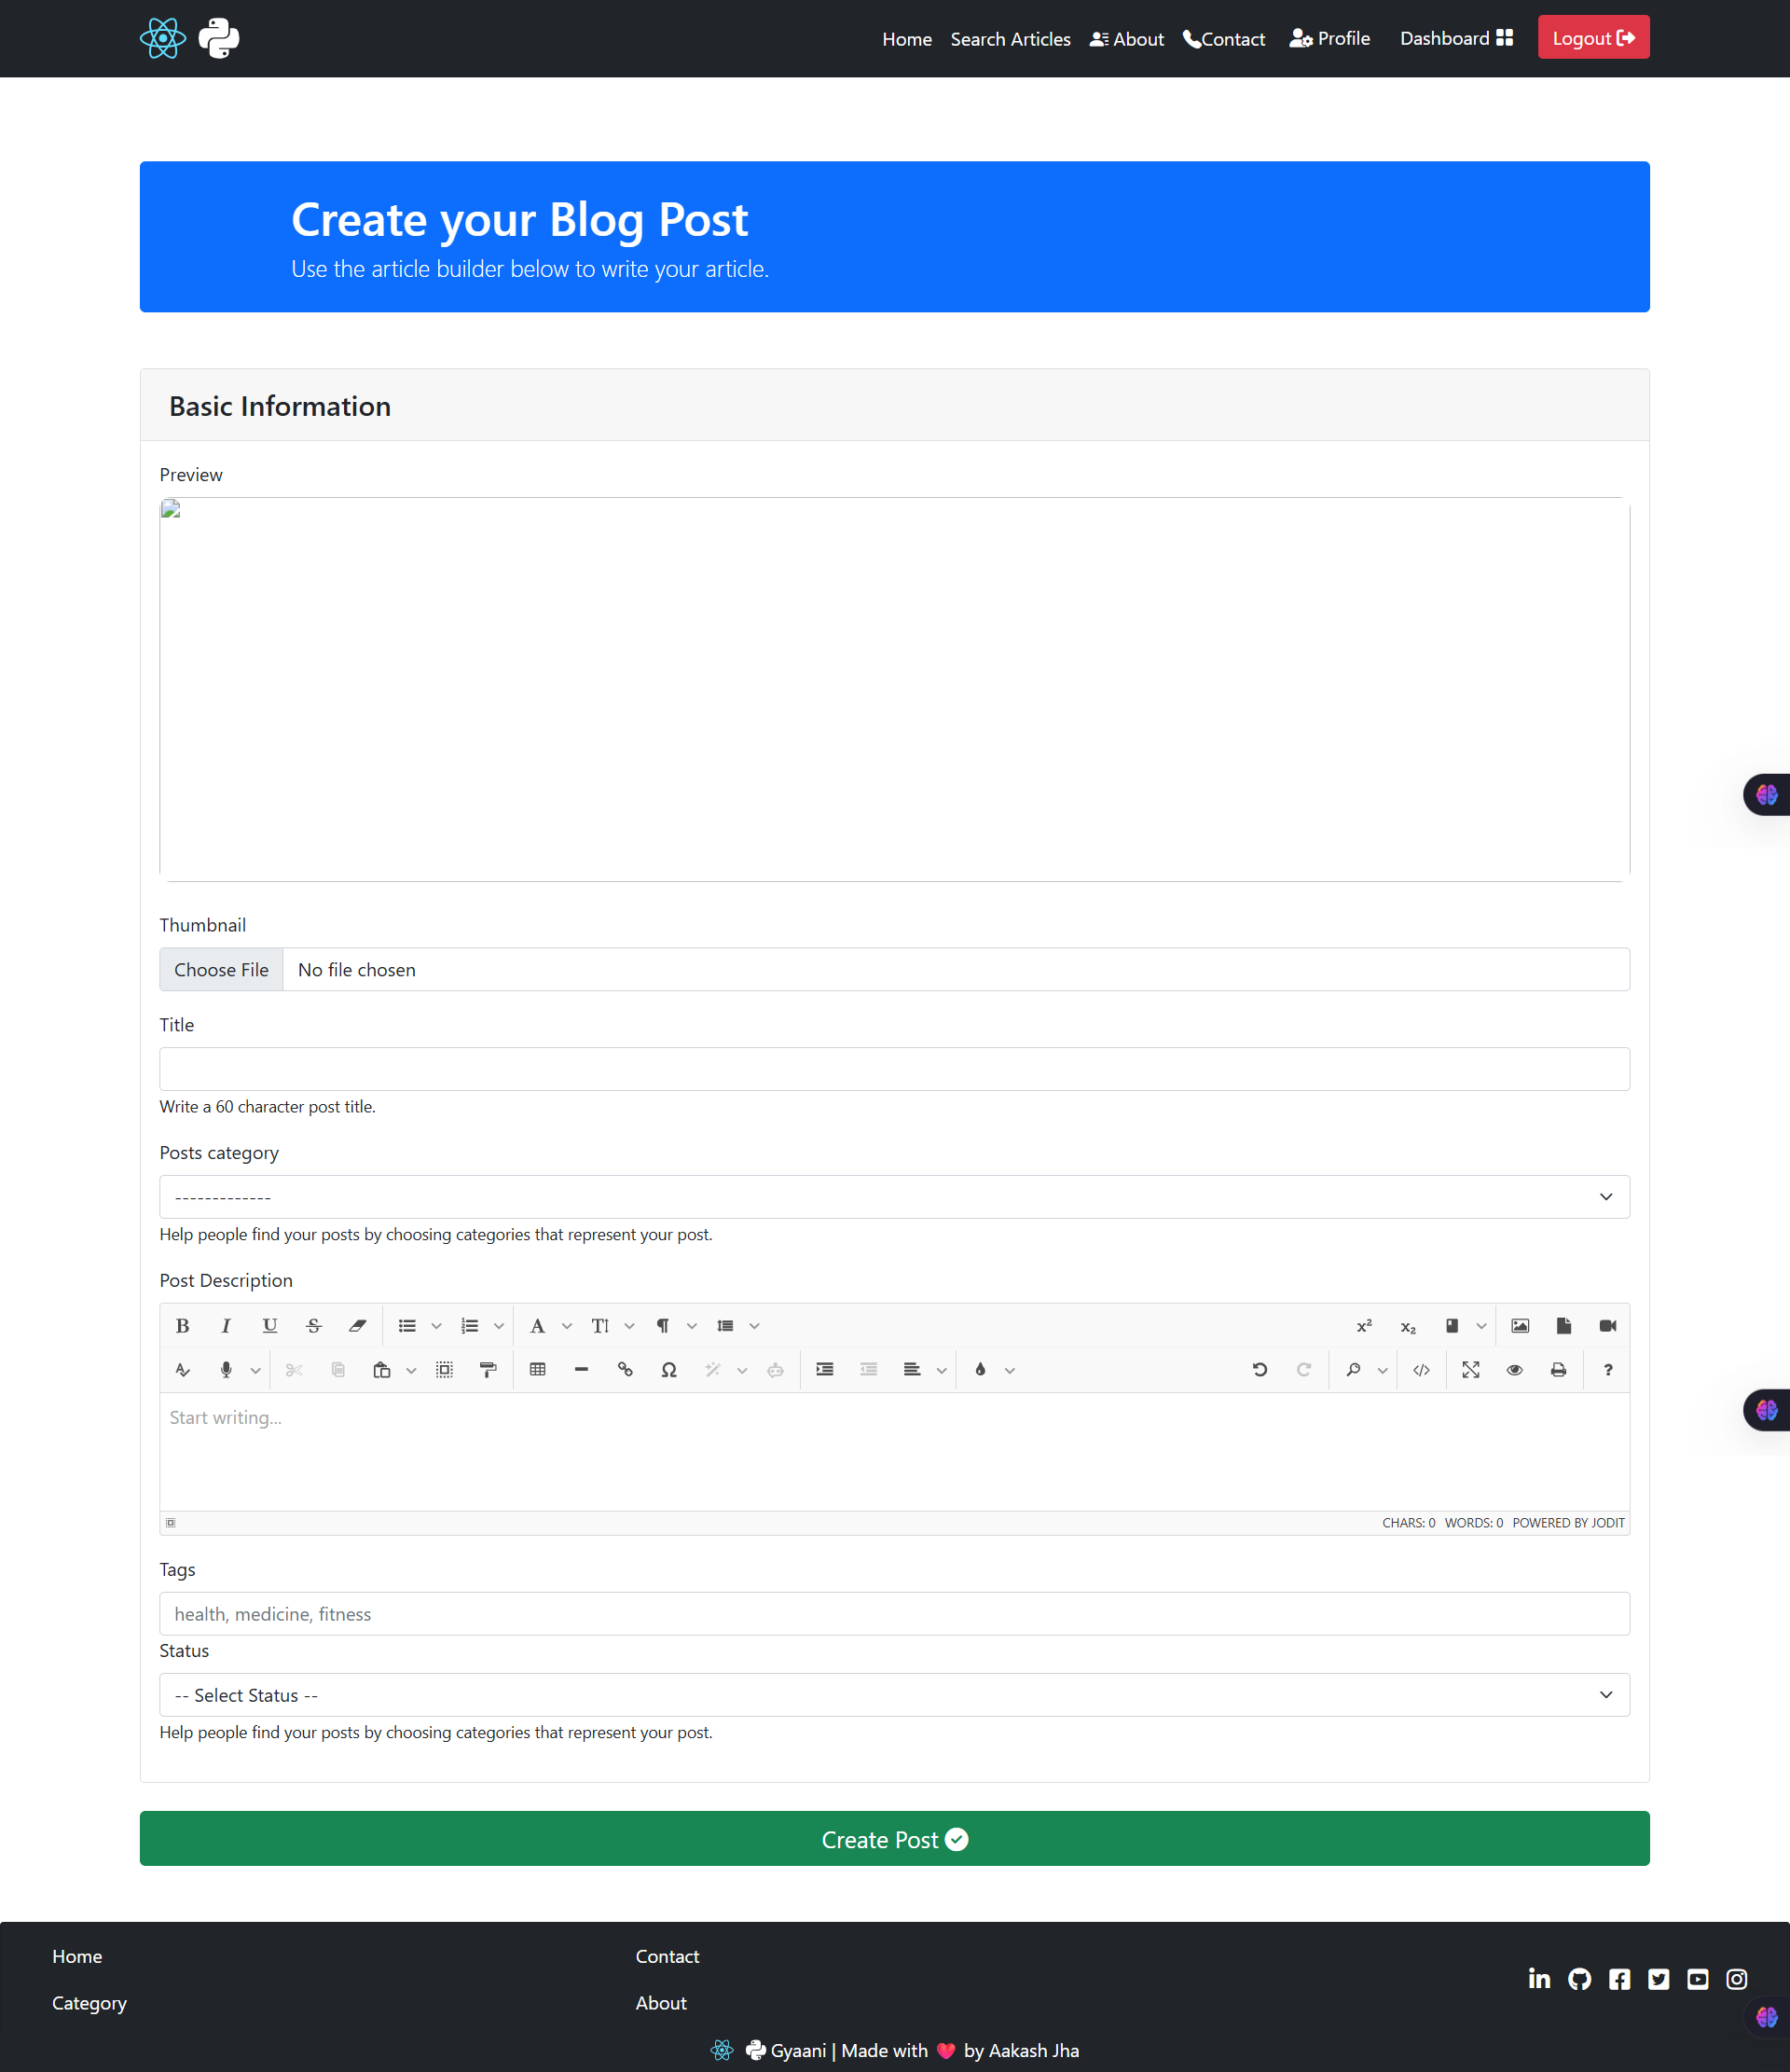 Home Search Articles About Contact Profile Dashboard Logout
Create your Blog Post
Use the article builder below to write your article.
Basic Information
Preview
Thumbnail
Choose File No file chosen
Title
Write a 60 character post title.
Posts category
-------------
Help people find your posts by choosing categories that represent your post.
Post Description
Start writing...
CHARS: 0 WORDS: 0 POWERED BY JODIT
Tags
health, medicine, fitness
Status
-- Select Status --
Help people find your posts by choosing categories that represent your post.
Create Post
Home
Category
Contact
About
Gyaani | Made with ❤ by Aakash Jha